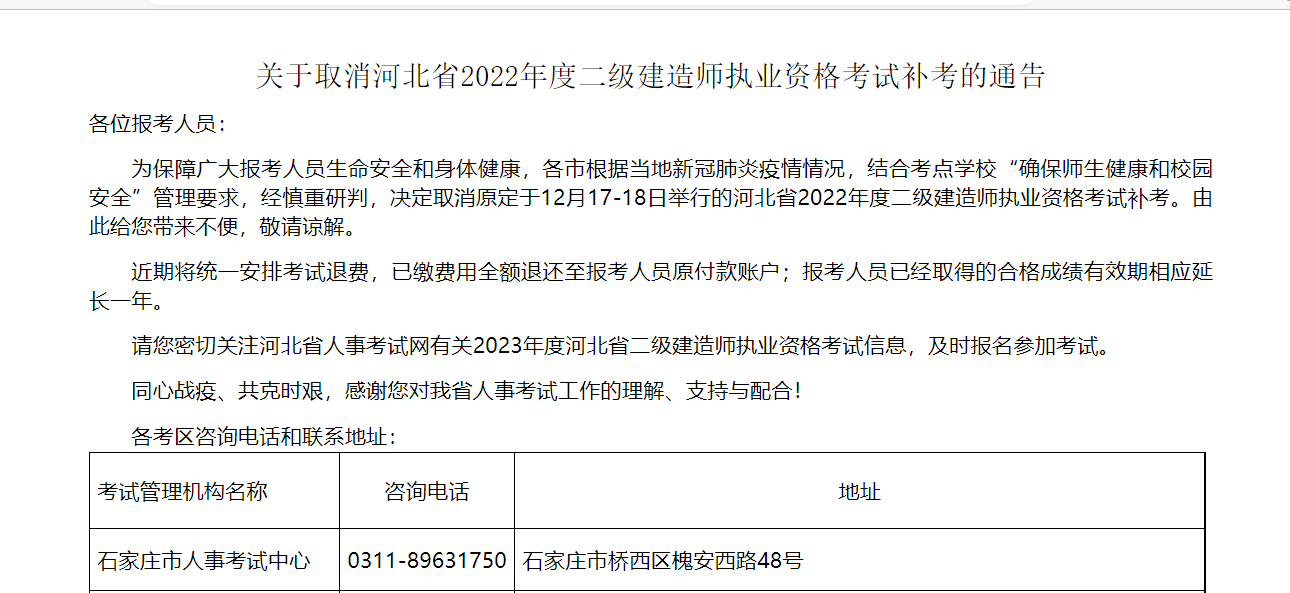 关于取消河北省2022年度二级建造师执业资格考试补考的通告
各位报考人员：
为保障广大报考人员生命安全和身体健康，各市根据当地新冠肺炎疫情情况，结合考点学校“确保师生健康和校园
安全”管理要求，经慎重研判，决定取消原定于12月17-18日举行的河北省2022年度二级建造师执业资格考试补考。由
此给您带来不便，敬请谅解。
近期将统一安排考试退费，已缴费用全额退还至报考人员原付款账户；报考人员已经取得的合格成绩有效期相应延
长一年。
请您密切关注河北省人事考试网有关2023年度河北省二级建造师执业资格考试信息，及时报名参加考试。
同心战疫、共克时艰，感谢您对我省人事考试工作的理解、支持与配合！
各考区咨询电话和联系地址：
考试管理机构名称 咨询电话 地址
石家庄市人事考试中心 0311-89631750 石家庄市桥西区槐安西路48号